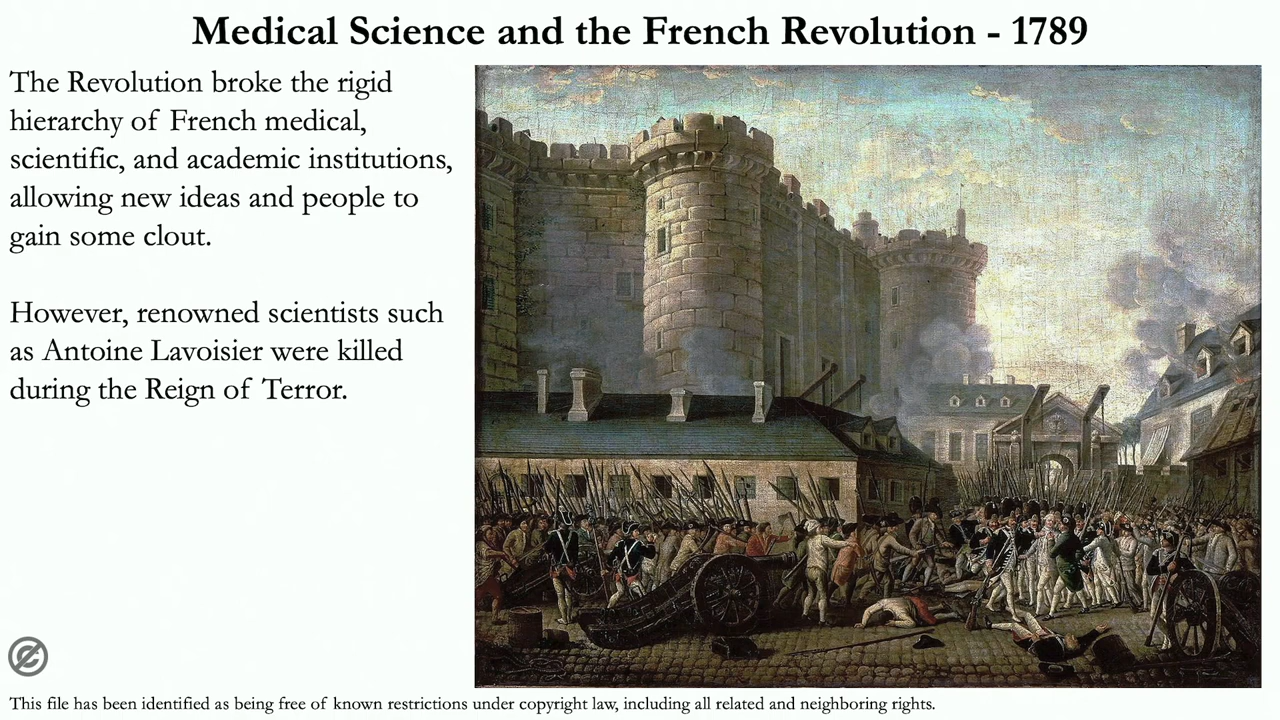 Medical Science and the French Revolution - 1789
The Revolution broke the rigid
hierarchy of French medical,
scientific, and academic institutions,
allowing new ideas and people to
gain some clout.
However, renowned scientists such
as Antoine Lavoisier were killed
during the Reign of Terror.
This file has been identified as being free of known restrictions under copyright law, including all related and neighboring rights.